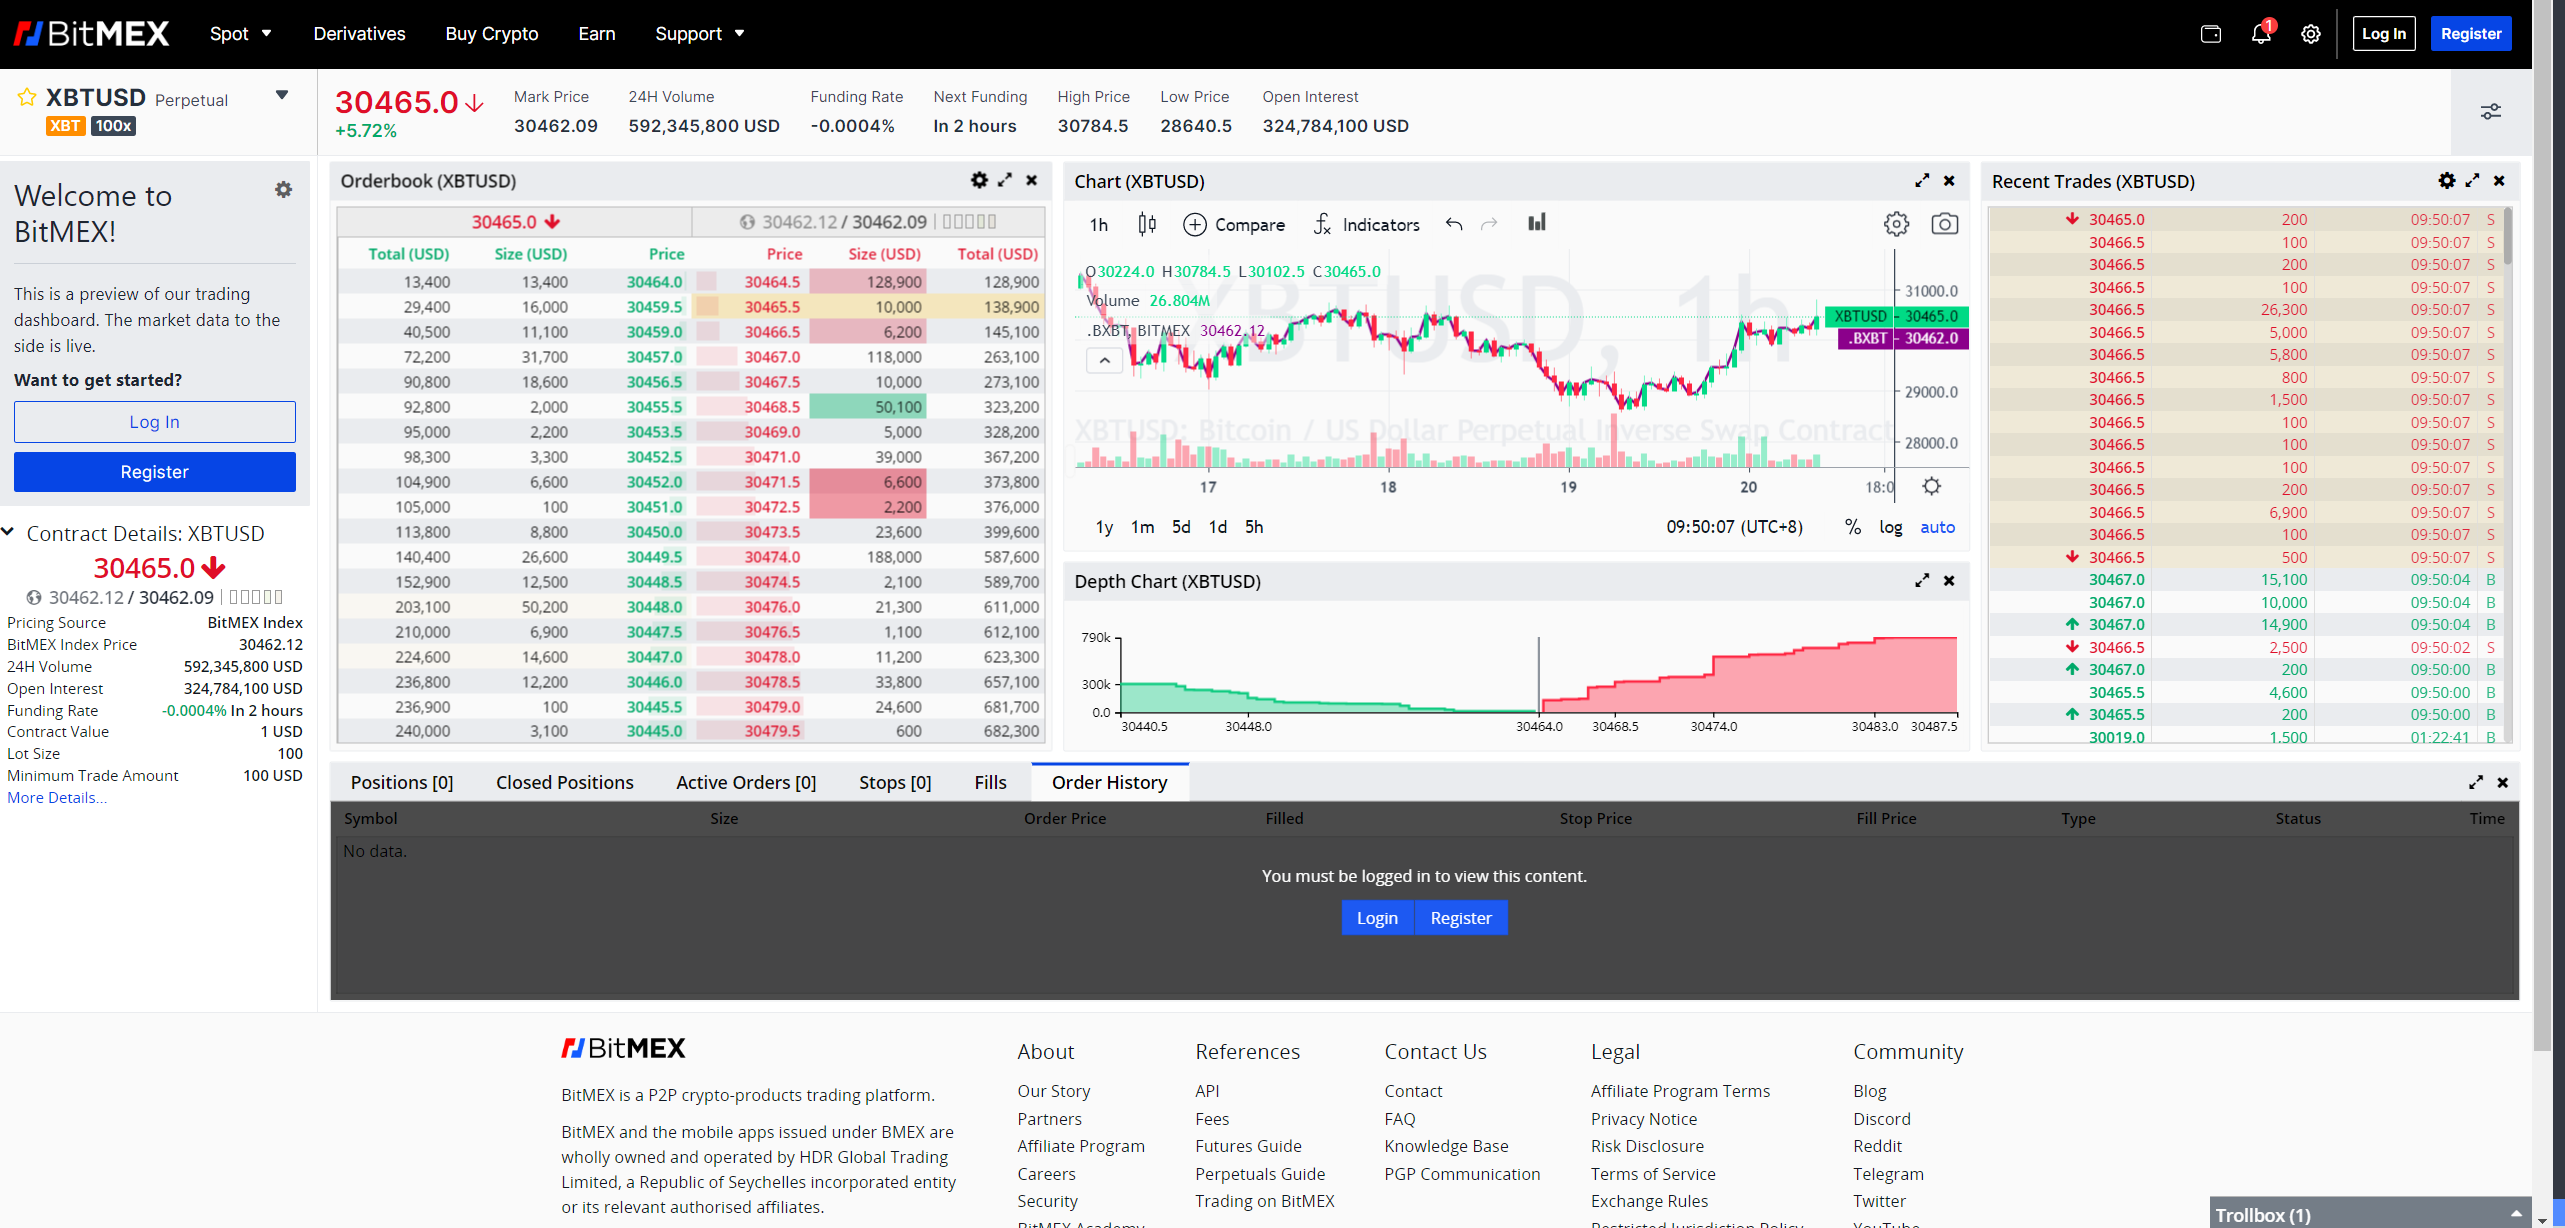 BitMEX Spot Derivatives Buy Crypto Earn Support 1 Log In Register
XBTUSD Perpetual
XBT 100x
30465.0
+5.72%
Mark Price 24H Volume Funding Rate Next Funding High Price Low Price Open Interest
30462.09 592,345,800 USD -0.0004% In 2 hours 30784.5 28640.5 324,784,100 USD
Welcome to
BitMEX!
This is a preview of our trading
dashboard. The market data to the
side is live.
Want to get started?
Log In
Register
Contract Details: XBTUSD
30465.0
30462.12 / 30462.09
Pricing Source BitMEX Index
BitMEX Index Price 30462.12
24H Volume 592,345,800 USD
Open Interest 324,784,100 USD
Funding Rate -0.0004% In 2 hours
Contract Value 1 USD
Lot Size 100
Minimum Trade Amount 100 USD
More Details...
Orderbook (XBTUSD)
30465.0 30462.12 / 30462.09
Total (USD) Size (USD) Price Price Size (USD) Total (USD)
13,400 13,400 30464.0 30464.5 128,900 128,900
29,400 16,000 30459.5 30465.5 10,000 138,900
40,500 11,100 30459.0 30466.5 6,200 145,100
72,200 31,700 30457.0 30467.0 118,000 263,100
90,800 18,600 30456.5 30467.5 10,000 273,100
92,800 2,000 30455.5 30468.5 50,100 323,200
95,000 2,200 30453.5 30469.0 5,000 328,200
98,300 3,300 30452.5 30471.0 39,000 367,200
104,900 6,600 30452.0 30471.5 6,600 373,800
105,000 100 30451.0 30472.5 2,200 376,000
113,800 8,800 30450.0 30473.5 23,600 399,600
140,400 26,600 30449.5 30474.0 188,000 587,600
152,900 12,500 30448.5 30474.5 2,100 589,700
203,100 50,200 30448.0 30476.0 21,300 611,000
210,000 6,900 30447.5 30476.5 1,100 612,100
224,600 14,600 30447.0 30478.0 11,200 623,300
236,800 12,200 30446.0 30478.5 33,800 657,100
236,900 100 30445.5 30479.0 24,600 681,700
240,000 3,100 30445.0 30479.5 600 682,300
Chart (XBTUSD)
1h Compare Indicators
XBTUSD, 1h
O30224.0 H30784.5 L30102.5 C30465.0
Volume 26.804M
.BXBT, BITMEX 30462.12
31000.0
XBTUSD 30465.0
.BXBT 30462.0
29000.0
28000.0
XBTUSD: Bitcoin / US Dollar Perpetual Inverse Swap Contract
17 18 19 20 18:0
1y 1m 5d 1d 5h 09:50:07 (UTC+8) % log auto
Depth Chart (XBTUSD)
790k
300k
0.0
30440.5 30448.0 30464.0 30468.5 30474.0 30483.0 30487.5
Recent Trades (XBTUSD)
30465.0 200 09:50:07 S
30466.5 100 09:50:07 S
30466.5 200 09:50:07 S
30466.5 100 09:50:07 S
30466.5 26,300 09:50:07 S
30466.5 5,000 09:50:07 S
30466.5 5,800 09:50:07 S
30466.5 800 09:50:07 S
30466.5 1,500 09:50:07 S
30466.5 100 09:50:07 S
30466.5 100 09:50:07 S
30466.5 100 09:50:07 S
30466.5 200 09:50:07 S
30466.5 6,900 09:50:07 S
30466.5 100 09:50:07 S
30466.5 500 09:50:07 S
30467.0 15,100 09:50:04 B
30467.0 10,000 09:50:04 B
30467.0 14,900 09:50:04 B
30466.5 2,500 09:50:02 S
30467.0 200 09:50:00 B
30465.5 4,600 09:50:00 B
30465.5 200 09:50:00 B
30019.0 1,500 01:22:41 B
Positions [0] Closed Positions Active Orders [0] Stops [0] Fills Order History
Symbol Size Order Price Filled Stop Price Fill Price Type Status Time
No data.
You must be logged in to view this content.
Login Register
BitMEX
BitMEX is a P2P crypto-products trading platform.
BitMEX and the mobile apps issued under BMEX are
wholly owned and operated by HDR Global Trading
Limited, a Republic of Seychelles incorporated entity
or its relevant authorised affiliates.
About
Our Story
Partners
Affiliate Program
Careers
Security
BitMEX Academy
References
API
Fees
Futures Guide
Perpetuals Guide
Trading on BitMEX
Contact Us
Contact
FAQ
Knowledge Base
PGP Communication
Legal
Affiliate Program Terms
Privacy Notice
Risk Disclosure
Terms of Service
Exchange Rules
Restricted Jurisdiction Policy
Community
Blog
Discord
Reddit
Telegram
Twitter
YouTube
Trollbox (1)